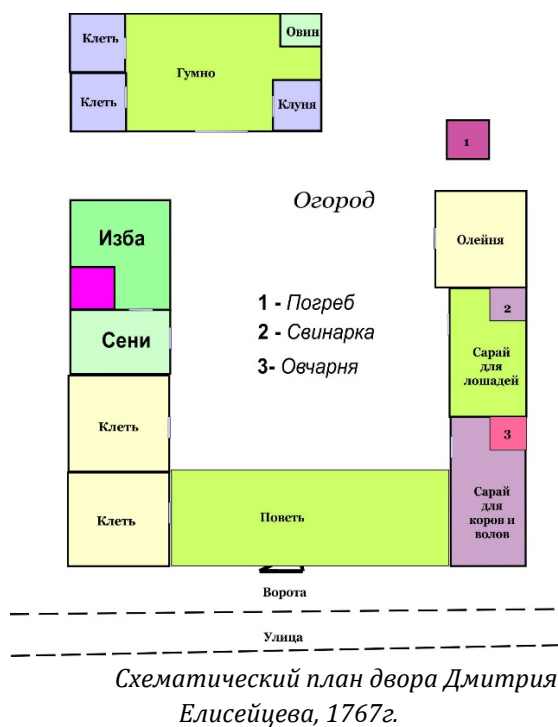 Клеть
Овин
Гумно
Клеть
Клуня
1
Огород
Изба
Олейня
1 - Погреб
2 - Свинарка
3- Овчарня
2
Сени
Сарай
для
лошадей
Клеть
3
Клеть
Поветь
Сарай
для
коров и
волов
Ворота
Улица
Схематический план двора Дмитрия
Елисейцева, 1767г.